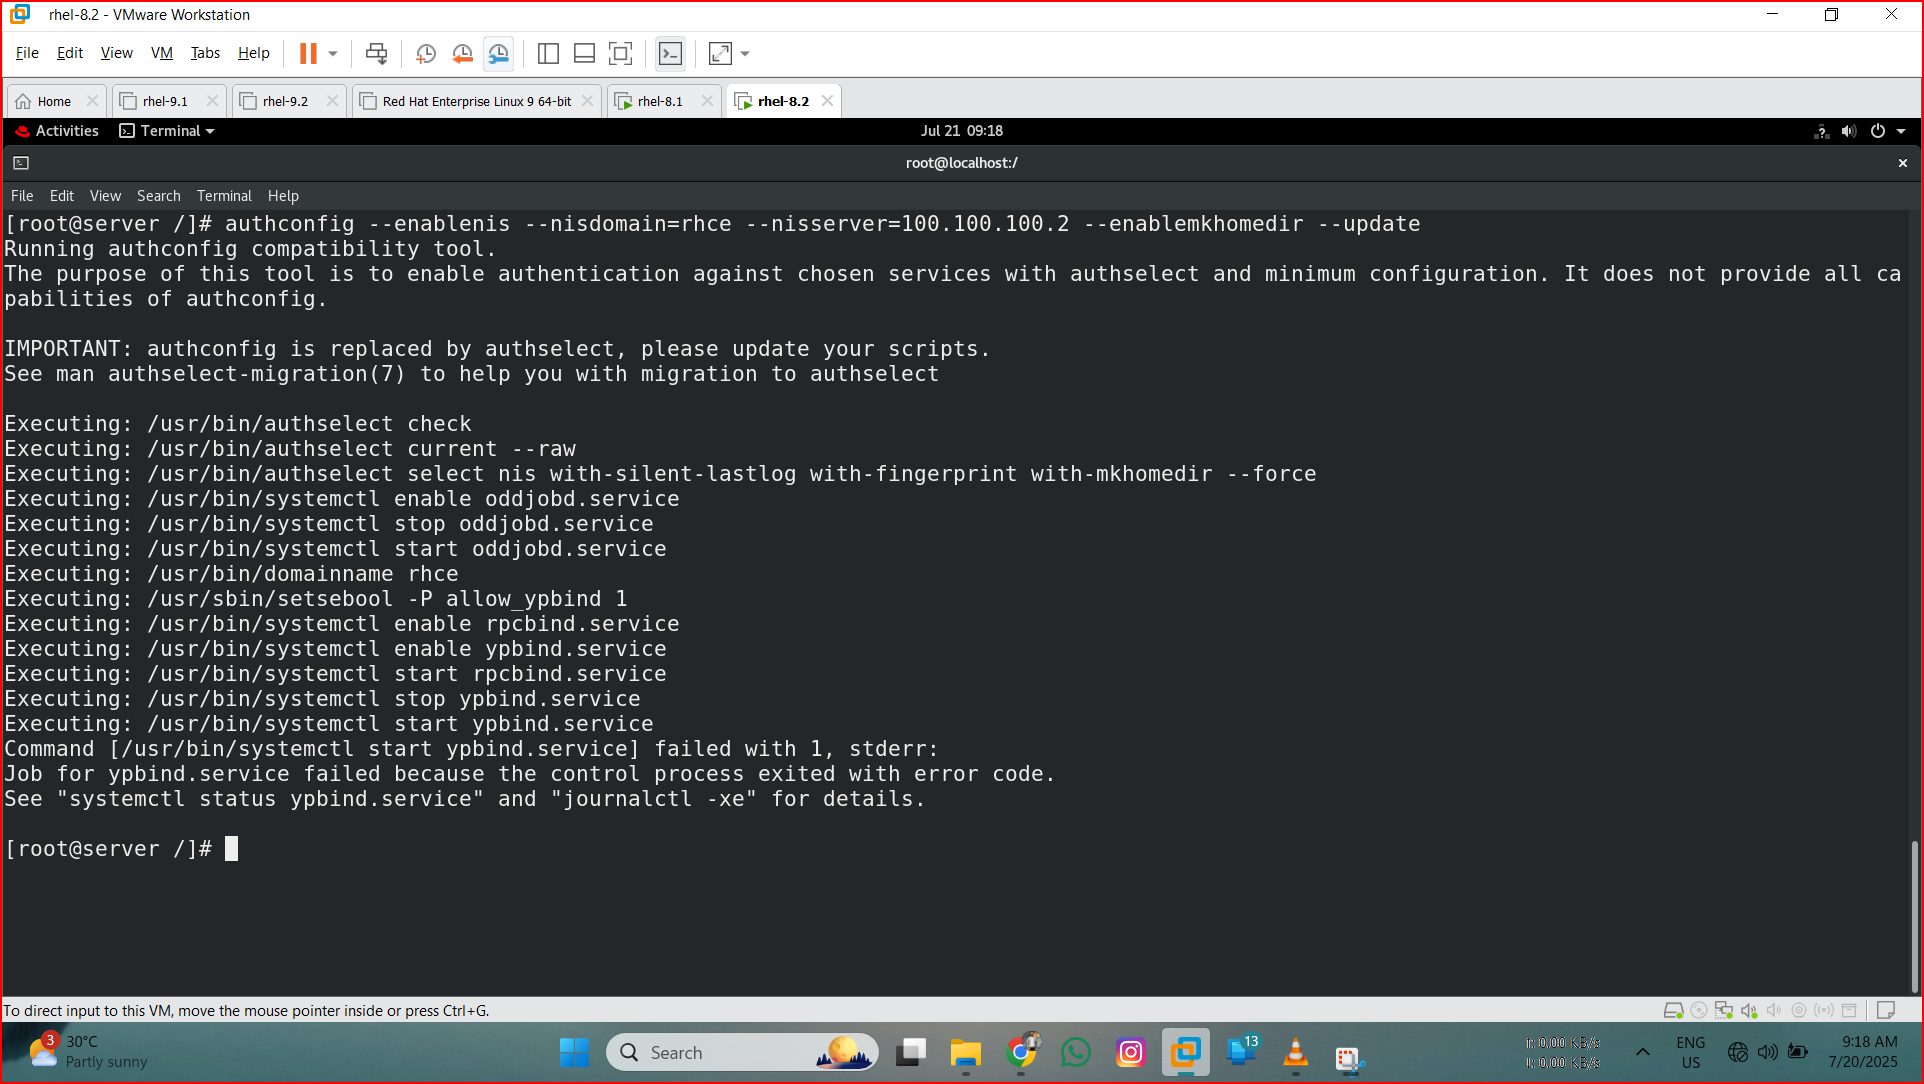 rhel-8.2 - VMware Workstation
File Edit View VM Tabs Help
Home rhel-9.1 rhel-9.2 Red Hat Enterprise Linux 9 64-bit rhel-8.1 rhel-8.2
Activities Terminal Jul 21 09:18
root@localhost:/
File Edit View Search Terminal Help
[root@server /]# authconfig --enablenis --nisdomain=rhce --nisserver=100.100.100.2 --enablemkhomedir --update
Running authconfig compatibility tool.
The purpose of this tool is to enable authentication against chosen services with authselect and minimum configuration. It does not provide all ca
pabilities of authconfig.
IMPORTANT: authconfig is replaced by authselect, please update your scripts.
See man authselect-migration(7) to help you with migration to authselect
Executing: /usr/bin/authselect check
Executing: /usr/bin/authselect current --raw
Executing: /usr/bin/authselect select nis with-silent-lastlog with-fingerprint with-mkhomedir --force
Executing: /usr/bin/systemctl enable oddjobd.service
Executing: /usr/bin/systemctl stop oddjobd.service
Executing: /usr/bin/systemctl start oddjobd.service
Executing: /usr/bin/domainname rhce
Executing: /usr/sbin/setsebool -P allow_ypbind 1
Executing: /usr/bin/systemctl enable rpcbind.service
Executing: /usr/bin/systemctl enable ypbind.service
Executing: /usr/bin/systemctl start rpcbind.service
Executing: /usr/bin/systemctl stop ypbind.service
Executing: /usr/bin/systemctl start ypbind.service
Command [/usr/bin/systemctl start ypbind.service] failed with 1, stderr:
Job for ypbind.service failed because the control process exited with error code.
See "systemctl status ypbind.service" and "journalctl -xe" for details.
[root@server /]#
To direct input to this VM, move the mouse pointer inside or press Ctrl+G.
3 30°C
Partly sunny
Search
13
ENG
US
9:18 AM
7/20/2025